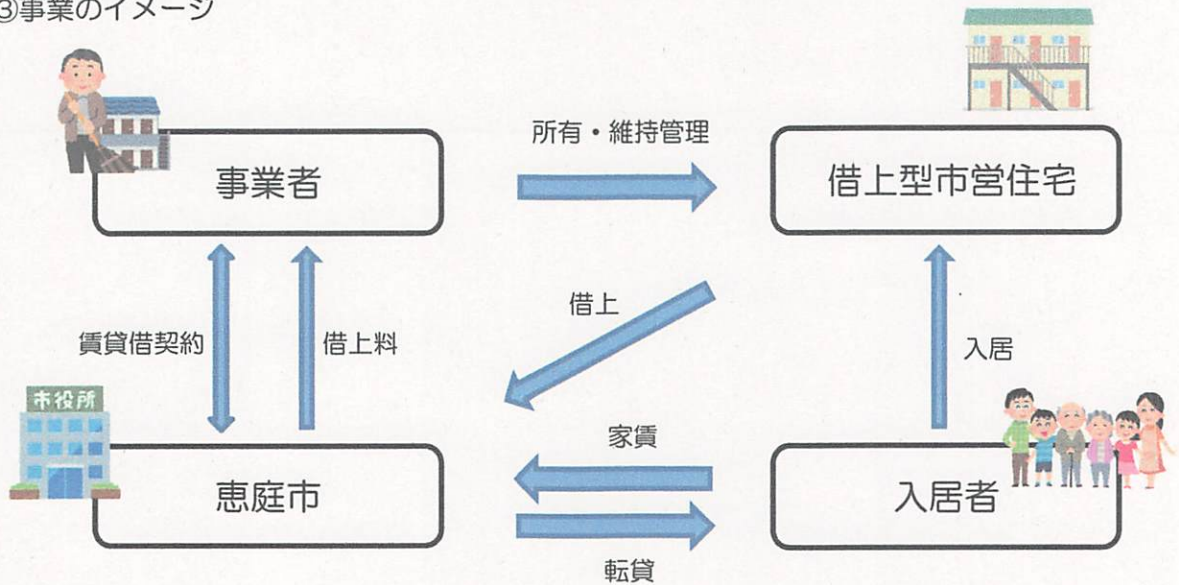 ③事業のイメージ
事業者
所有・維持管理
借上型市営住宅
賃貸借契約
借上料
借上
入居
市役所
恵庭市
家賃
転貸
入居者